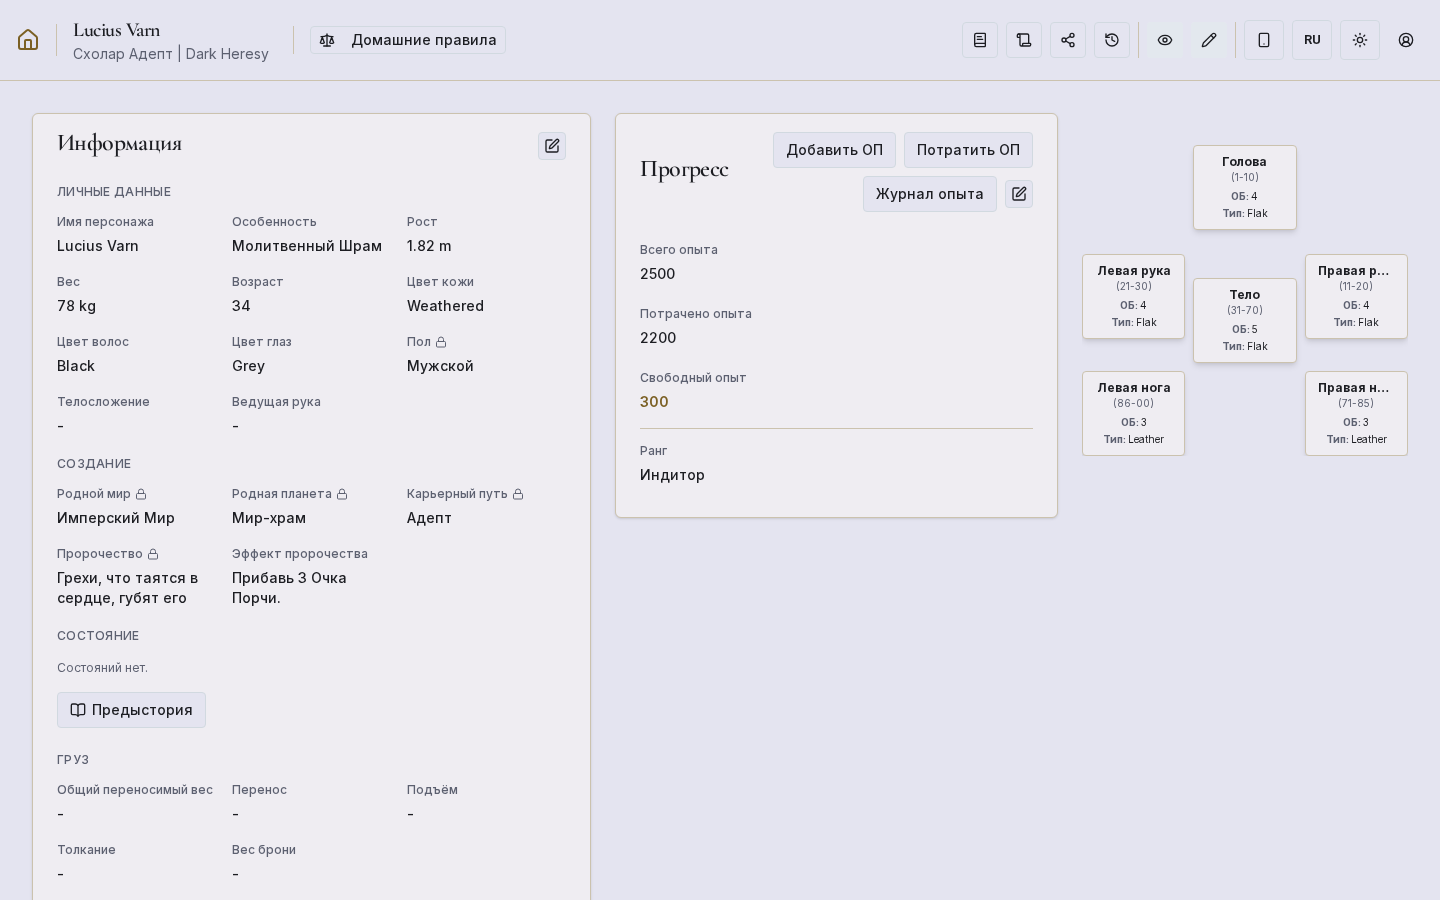 Lucius Varn
Схолар Адепт | Dark Heresy
Домашние правила
RU
Информация
ЛИЧНЫЕ ДАННЫЕ
Имя персонажа
Lucius Varn
Особенность
Молитвенный Шрам
Рост
1.82 m
Вес
78 kg
Возраст
34
Цвет кожи
Weathered
Цвет волос
Black
Цвет глаз
Grey
Пол
Мужской
Телосложение
-
Ведущая рука
-
СОЗДАНИЕ
Родной мир
Имперский Мир
Родная планета
Мир-храм
Карьерный путь
Адепт
Пророчество
Грехи, что таятся в
сердце, губят его
Эффект пророчества
Прибавь 3 Очка
Порчи.
СОСТОЯНИЕ
Состояний нет.
Предыстория
ГРУЗ
Общий переносимый вес
-
Перенос
-
Подъём
-
Толкание
-
Вес брони
-
Прогресс
Добавить ОП
Потратить ОП
Журнал опыта
Всего опыта
2500
Потрачено опыта
2200
Свободный опыт
300
Ранг
Индитор
Голова
(1-10)
ОБ: 4
Тип: Flak
Левая рука
(21-30)
ОБ: 4
Тип: Flak
Тело
(31-70)
ОБ: 5
Тип: Flak
Правая р...
(11-20)
ОБ: 4
Тип: Flak
Левая нога
(86-00)
ОБ: 3
Тип: Leather
Правая н...
(71-85)
ОБ: 3
Тип: Leather